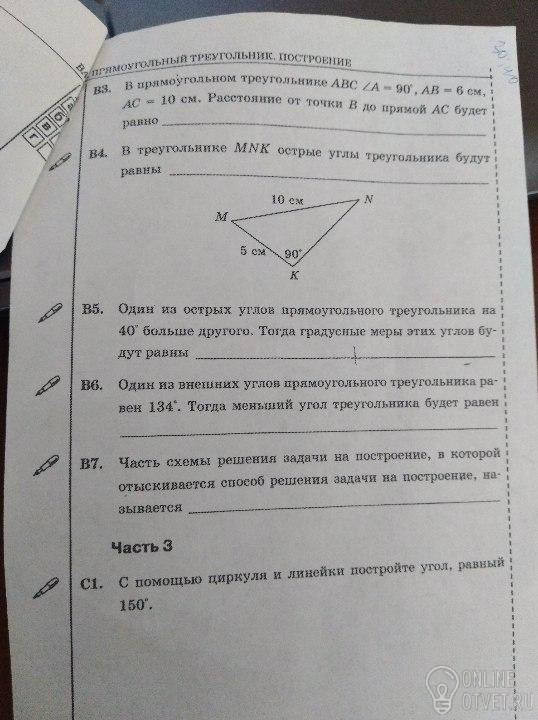 ПРЯМОУГОЛЬНЫЙ ТРЕУГОЛЬНИК. ПОСТРОЕНИЕ
В3. В прямоугольном треугольнике ABC ∠A = 90°, AB = 6 см,
AC = 10 см. Расстояние от точки B до прямой AC будет
равно
В4. В треугольнике MNK острые углы треугольника будут
равны
10 см
N
M
5 см
90°
K
В5. Один из острых углов прямоугольного треугольника на
40° больше другого. Тогда градусные меры этих углов бу-
дут равны
В6. Один из внешних углов прямоугольного треугольника ра-
вен 134°. Тогда меньший угол треугольника будет равен
В7. Часть схемы решения задачи на построение, в которой
отыскивается способ решения задачи на построение, на-
зывается
Часть 3
С1. С помощью циркуля и линейки постройте угол, равный
150°.
ONLINE
OTVET.RU